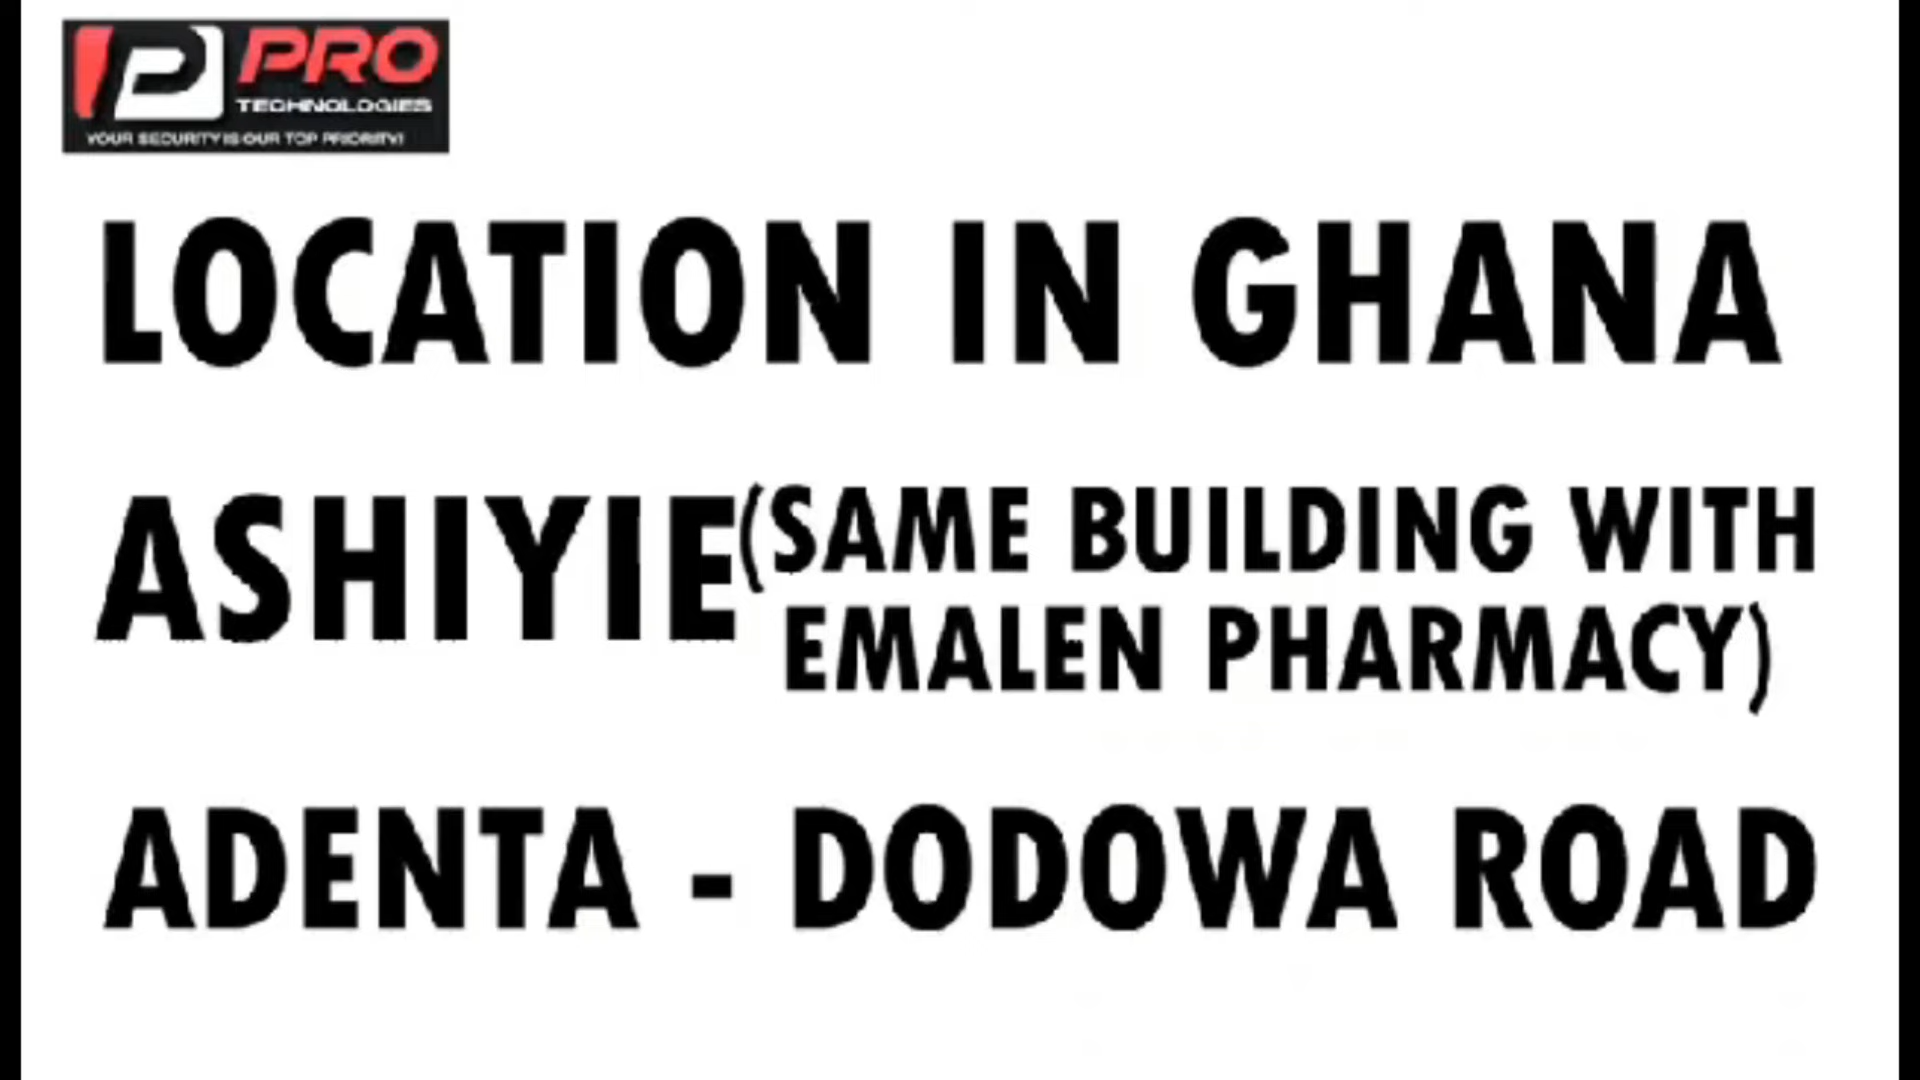 PRO
TECHNOLOGIES
YOUR SECURITY IS OUR TOP PRIORITY!
LOCATION IN GHANA
ASHIYIE (SAME BUILDING WITH
EMALEN PHARMACY)
ADENTA - DODOWA ROAD